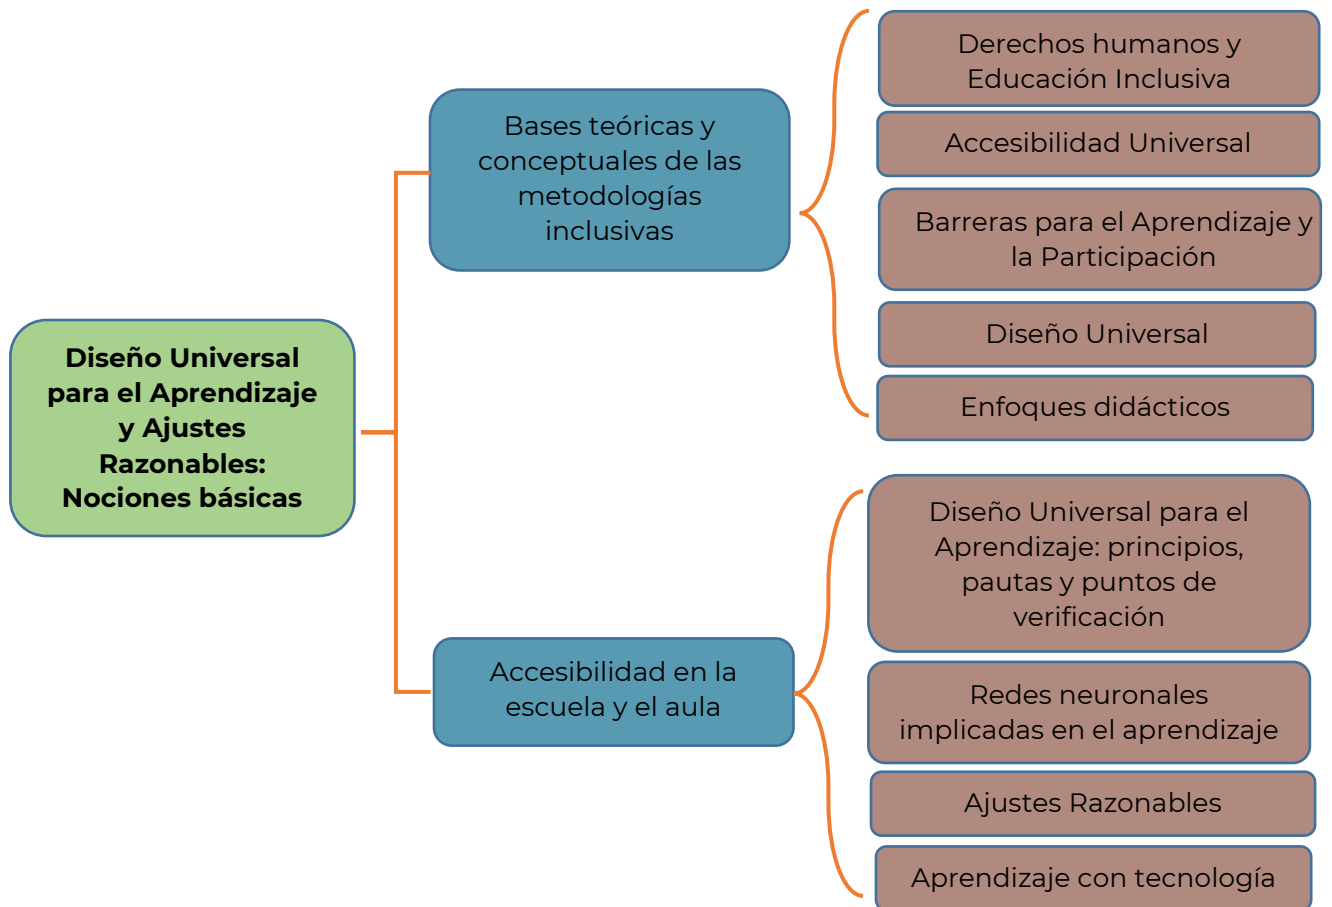 Diseño Universal
para el Aprendizaje
y Ajustes
Razonables:
Nociones básicas
Bases teóricas y
conceptuales de las
metodologías
inclusivas
Derechos humanos y
Educación Inclusiva
Accesibilidad Universal
Barreras para el Aprendizaje y
la Participación
Diseño Universal
Enfoques didácticos
Accesibilidad en la
escuela y el aula
Diseño Universal para el
Aprendizaje: principios,
pautas y puntos de
verificación
Redes neuronales
implicadas en el aprendizaje
Ajustes Razonables
Aprendizaje con tecnología